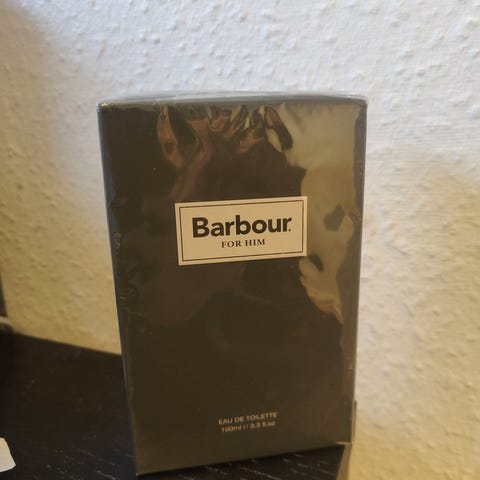 Barbour.
FOR HIM
EAU DE TOILETTE
100ml ℮ 3.3 fl.oz